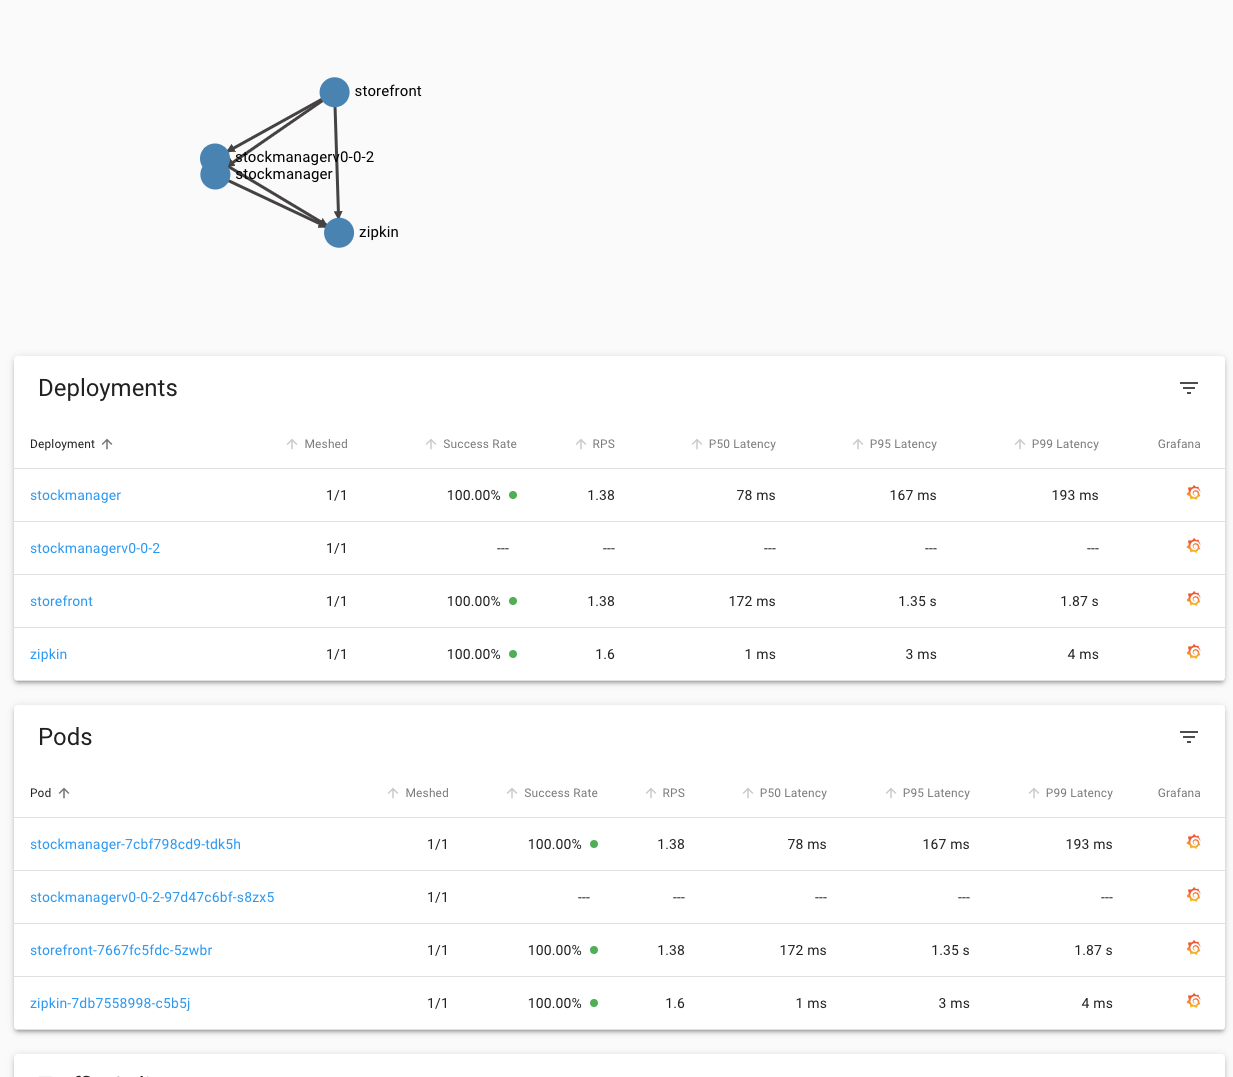 storefront
stockmanagerv0-0-2
stockmanager
zipkin
Deployments
Deployment Meshed Success Rate RPS P50 Latency P95 Latency P99 Latency Grafana
stockmanager 1/1 100.00% 1.38 78 ms 167 ms 193 ms
stockmanagerv0-0-2 1/1 --- --- --- --- ---
storefront 1/1 100.00% 1.38 172 ms 1.35 s 1.87 s
zipkin 1/1 100.00% 1.6 1 ms 3 ms 4 ms
Pods
Pod Meshed Success Rate RPS P50 Latency P95 Latency P99 Latency Grafana
stockmanager-7cbf798cd9-tdk5h 1/1 100.00% 1.38 78 ms 167 ms 193 ms
stockmanagerv0-0-2-97d47c6bf-s8zx5 1/1 --- --- --- --- ---
storefront-7667fc5fdc-5zwbr 1/1 100.00% 1.38 172 ms 1.35 s 1.87 s
zipkin-7db7558998-c5b5j 1/1 100.00% 1.6 1 ms 3 ms 4 ms